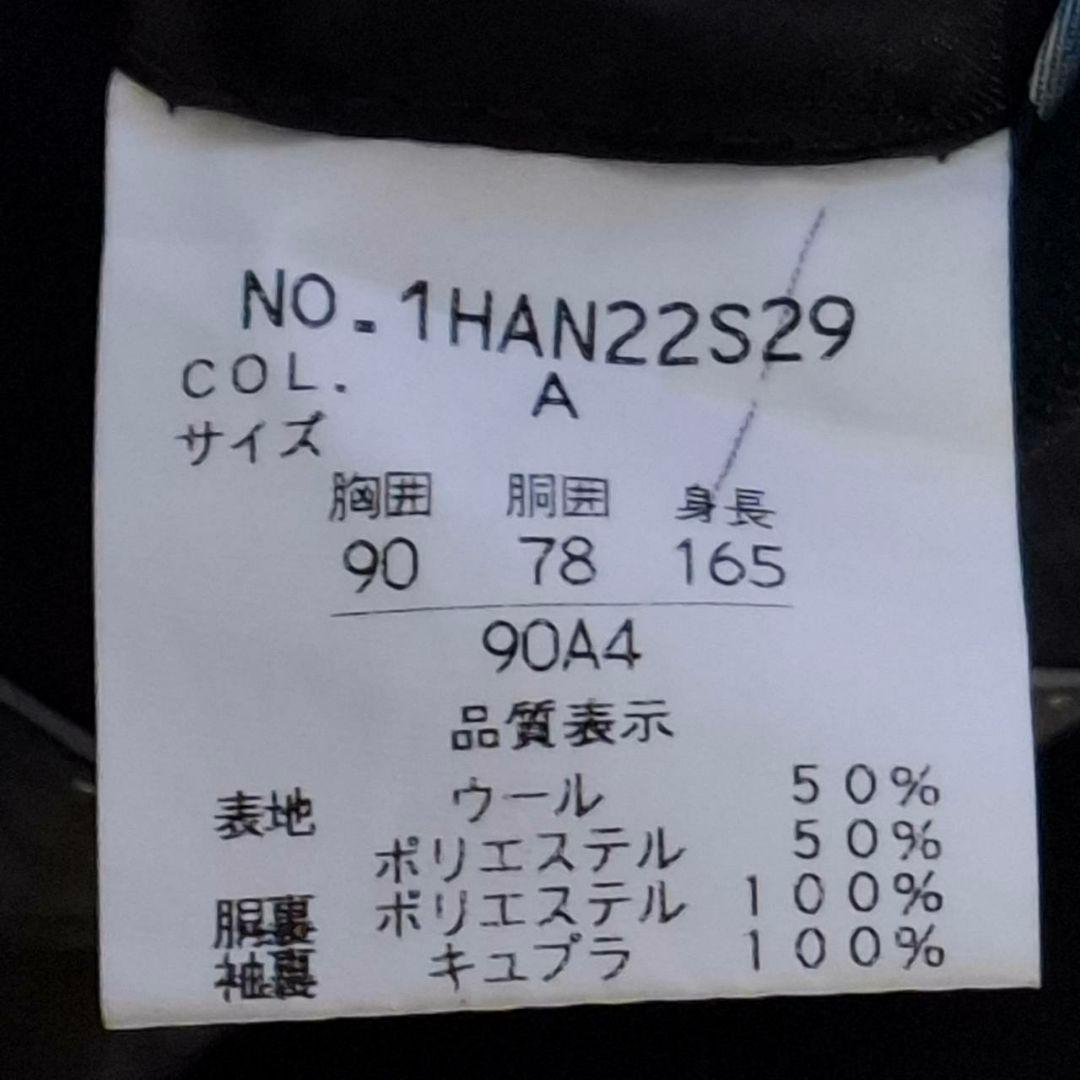 NO.1HAN22S29
COL. A
サイズ
胸囲 胴囲 身長
90 78 165
90A4
品質表示
表地 ウール 50%
ポリエステル 50%
胴裏 ポリエステル 100%
袖裏 キュプラ 100%